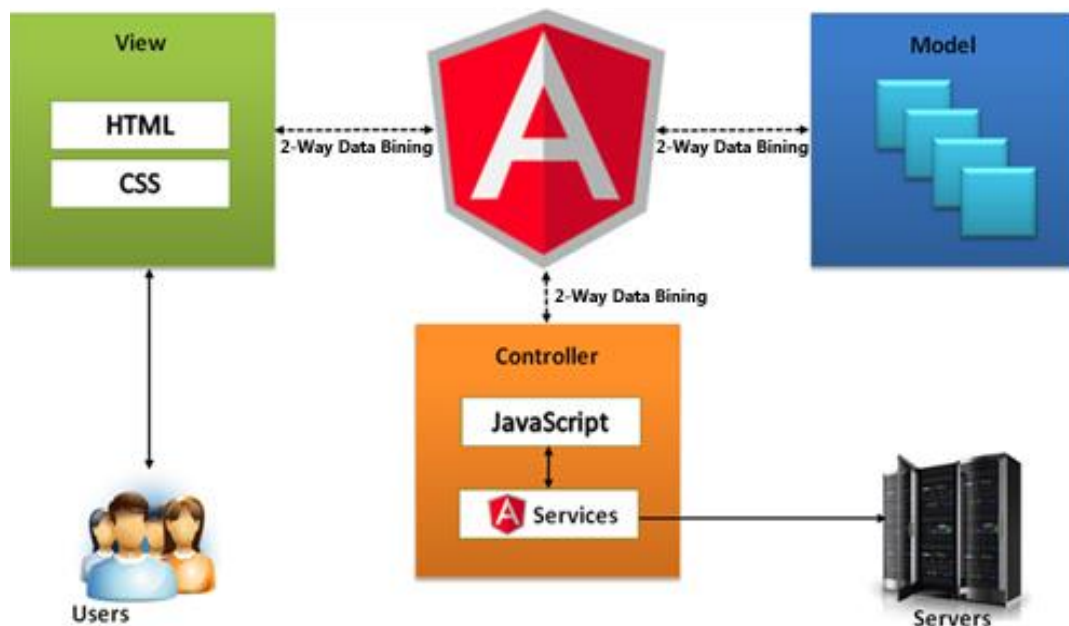 View
HTML
CSS
2-Way Data Bining
A
2-Way Data Bining
Model
2-Way Data Bining
Controller
JavaScript
A Services
Users
Servers